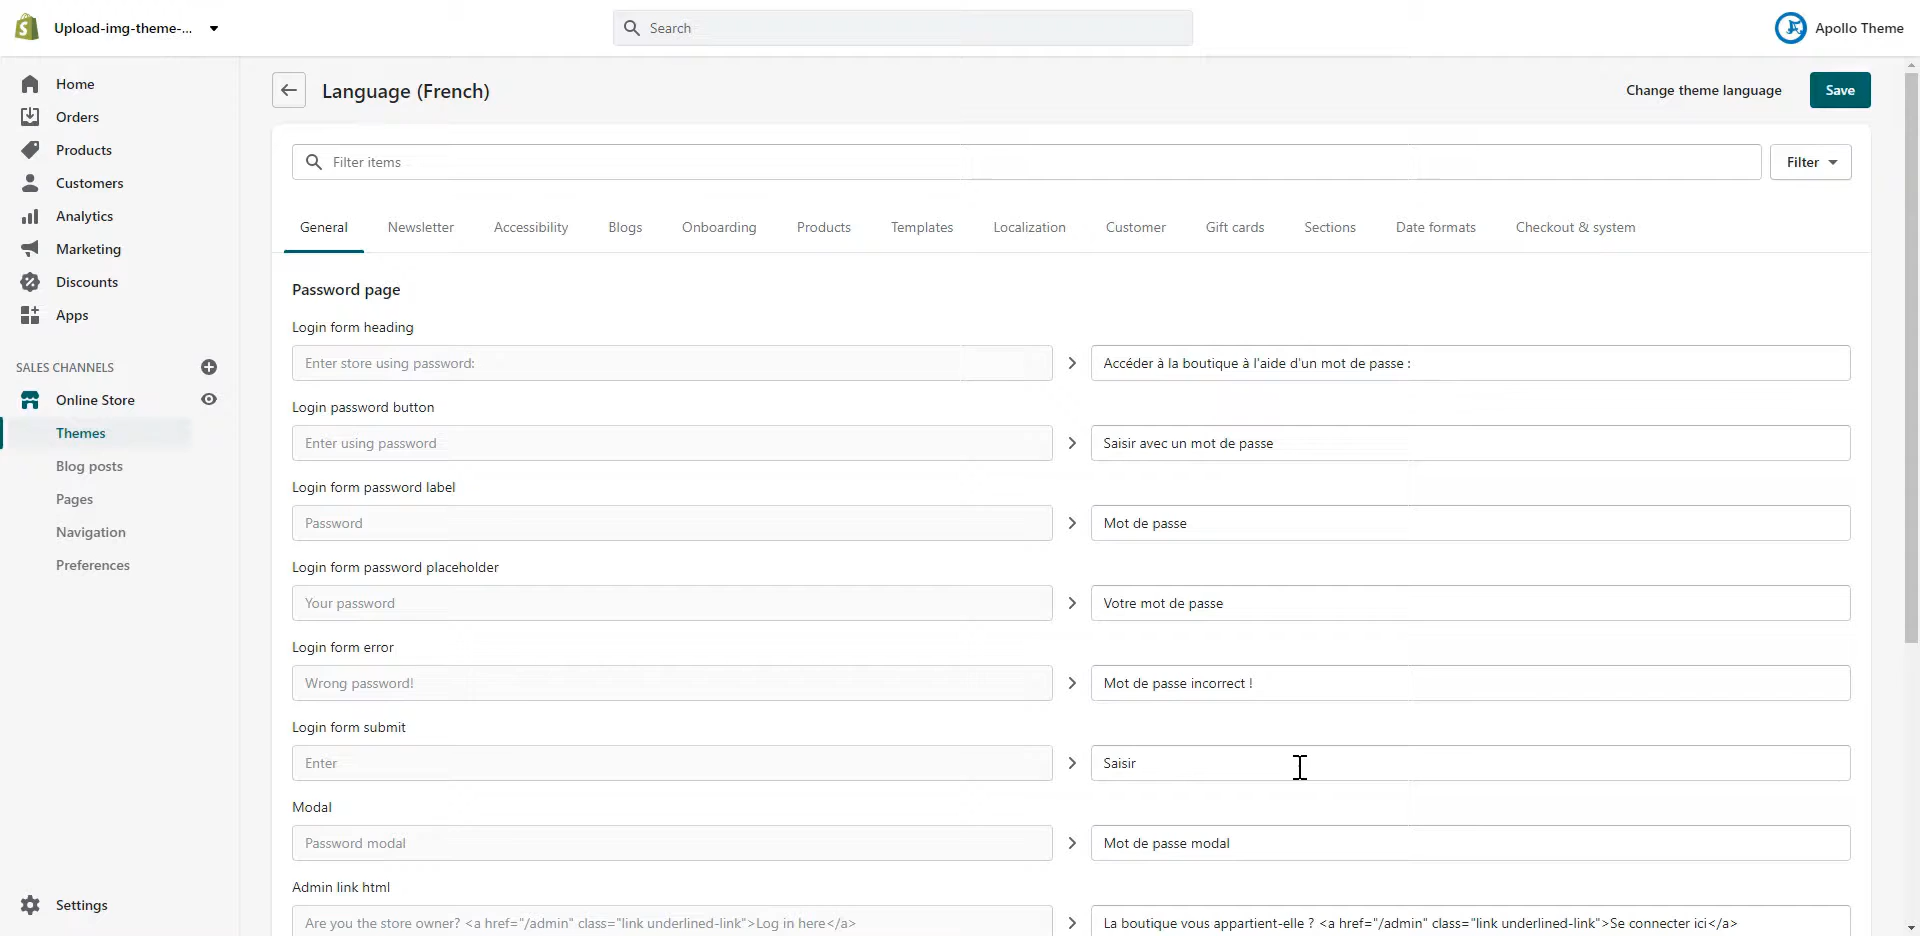 Upload-img-theme-...
Search
Apollo Theme
Home
Orders
Products
Customers
Analytics
Marketing
Discounts
Apps
SALES CHANNELS
Online Store
Themes
Blog posts
Pages
Navigation
Preferences
Settings
Language (French)
Change theme language
Save
Filter items
Filter
General Newsletter Accessibility Blogs Onboarding Products Templates Localization Customer Gift cards Sections Date formats Checkout & system
Password page
Login form heading
Enter store using password:
Accéder à la boutique à l'aide d'un mot de passe :
Login password button
Enter using password
Saisir avec un mot de passe
Login form password label
Password
Mot de passe
Login form password placeholder
Your password
Votre mot de passe
Login form error
Wrong password!
Mot de passe incorrect !
Login form submit
Enter
Saisir
Modal
Password modal
Mot de passe modal
Admin link html
Are you the store owner? <a href="/admin" class="link underlined-link">Log in here</a>
La boutique vous appartient-elle ? <a href="/admin" class="link underlined-link">Se connecter ici</a>